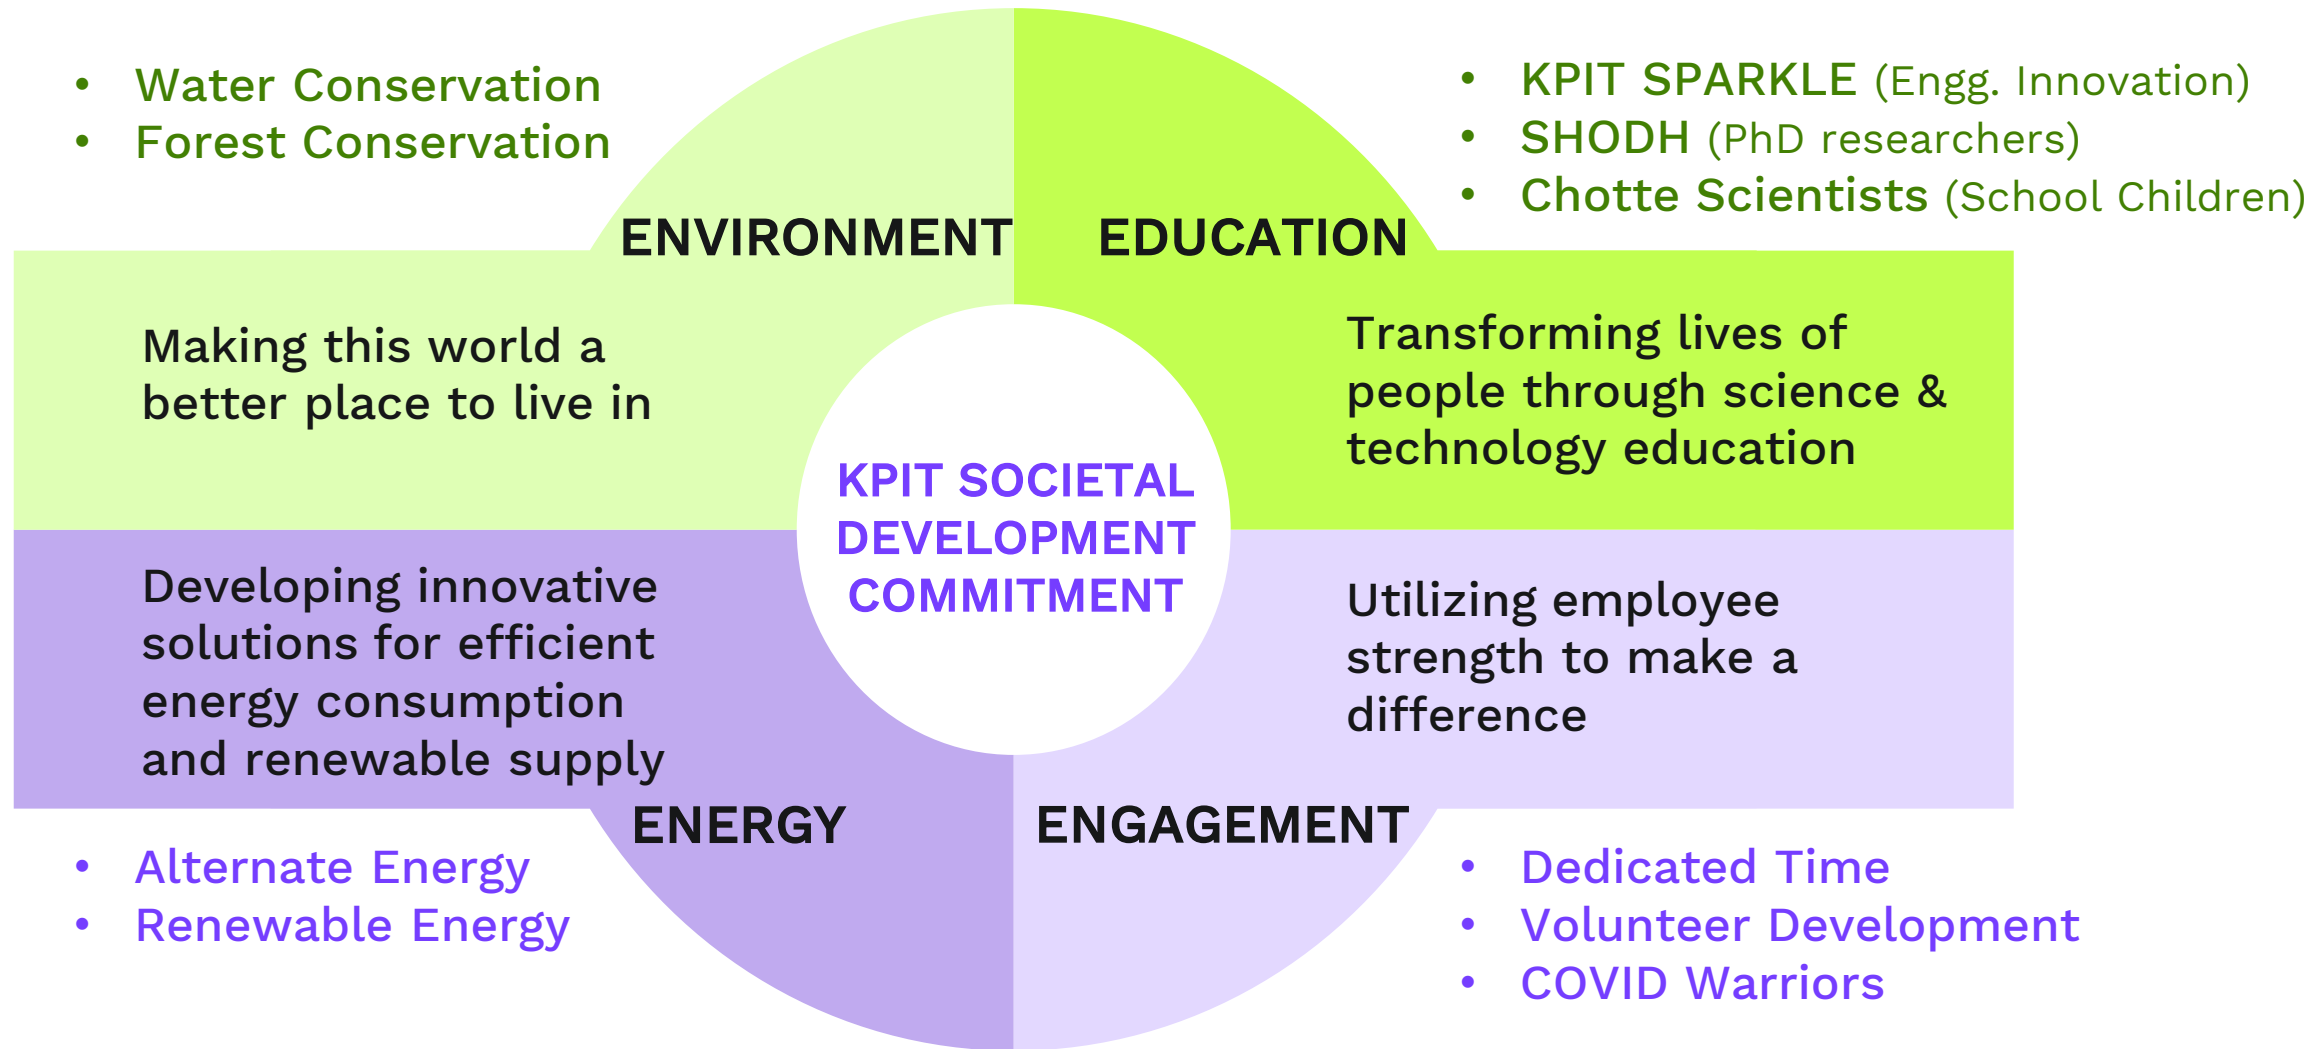 • Water Conservation
• Forest Conservation
• KPIT SPARKLE (Engg. Innovation)
• SHODH (PhD researchers)
• Chotte Scientists (School Children)
ENVIRONMENT
EDUCATION
Making this world a
better place to live in
Transforming lives of
people through science &
technology education
KPIT SOCIETAL
DEVELOPMENT
COMMITMENT
Developing innovative
solutions for efficient
energy consumption
and renewable supply
Utilizing employee
strength to make a
difference
ENERGY
ENGAGEMENT
• Alternate Energy
• Renewable Energy
• Dedicated Time
• Volunteer Development
• COVID Warriors